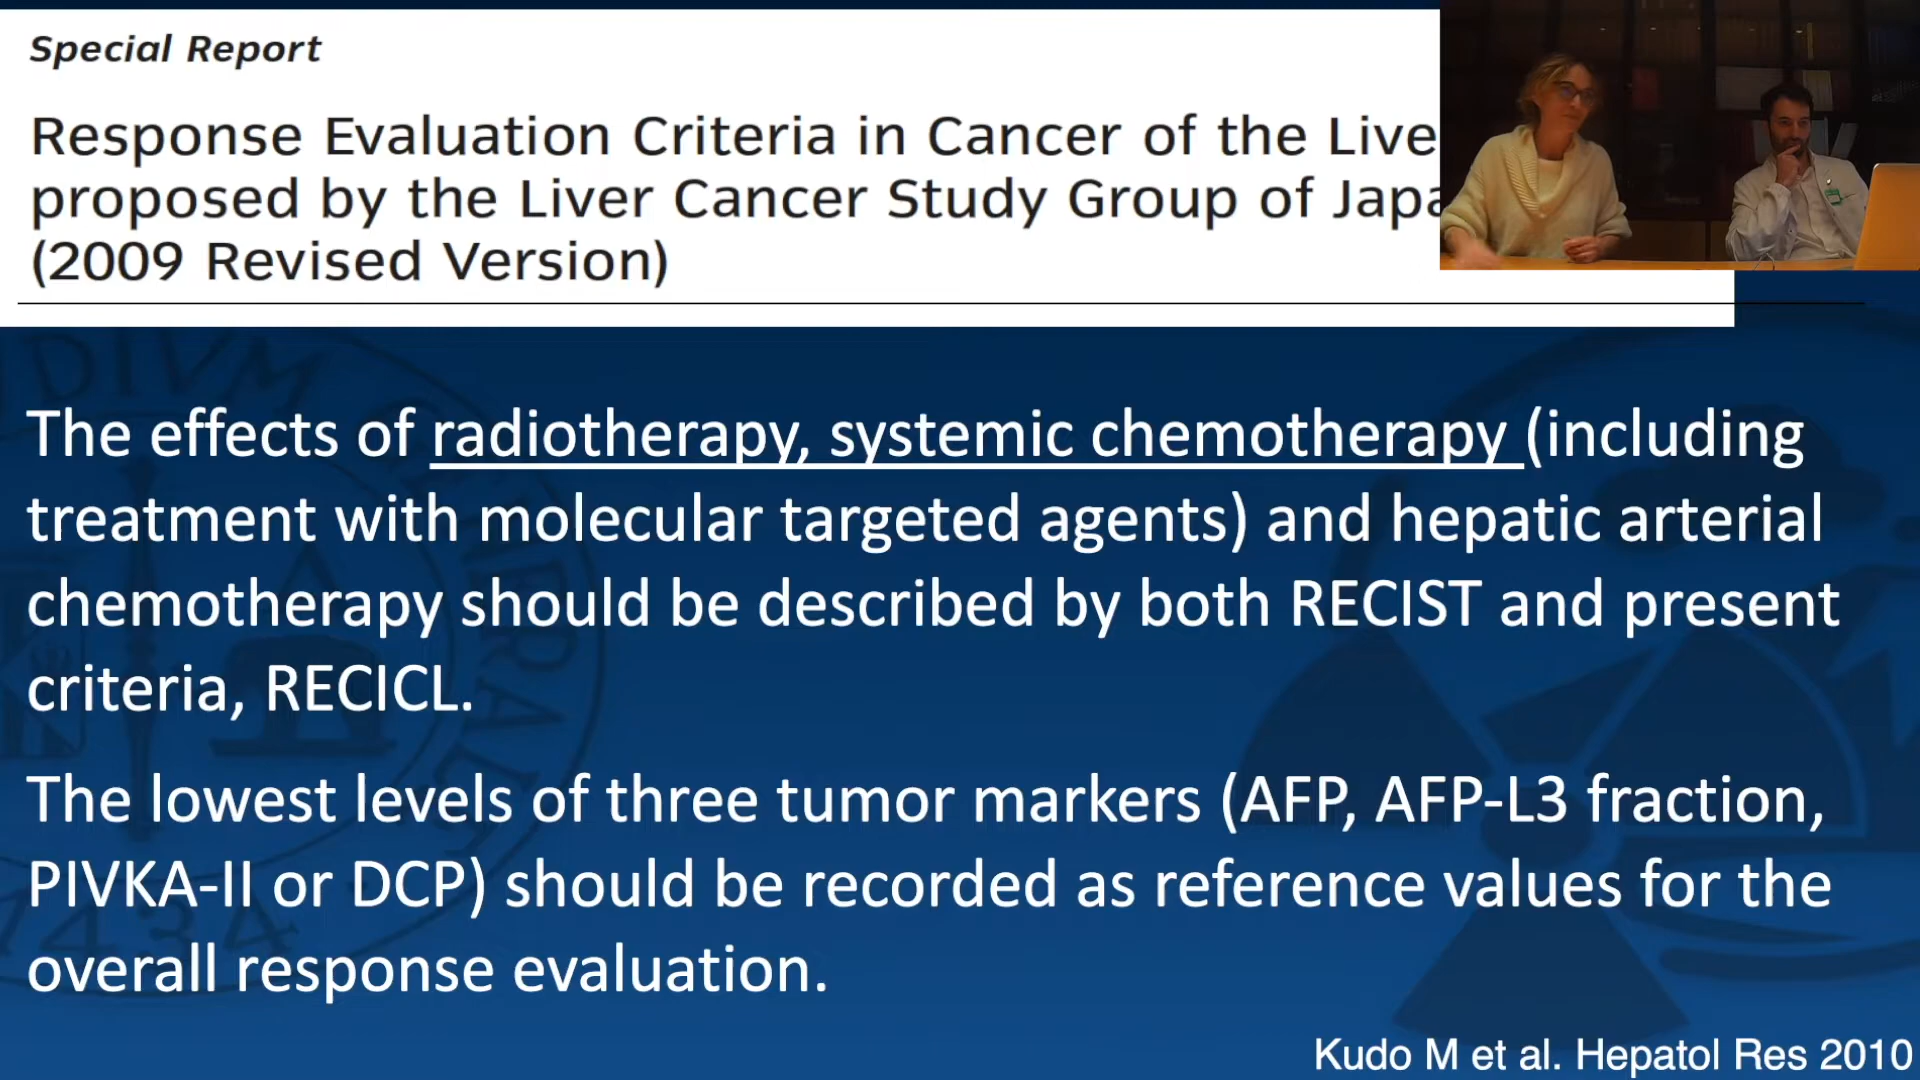 Special Report
Response Evaluation Criteria in Cancer of the Live
proposed by the Liver Cancer Study Group of Japa
(2009 Revised Version)
The effects of radiotherapy, systemic chemotherapy (including
treatment with molecular targeted agents) and hepatic arterial
chemotherapy should be described by both RECIST and present
criteria, RECICL.
The lowest levels of three tumor markers (AFP, AFP-L3 fraction,
PIVKA-II or DCP) should be recorded as reference values for the
overall response evaluation.
Kudo M et al. Hepatol Res 2010